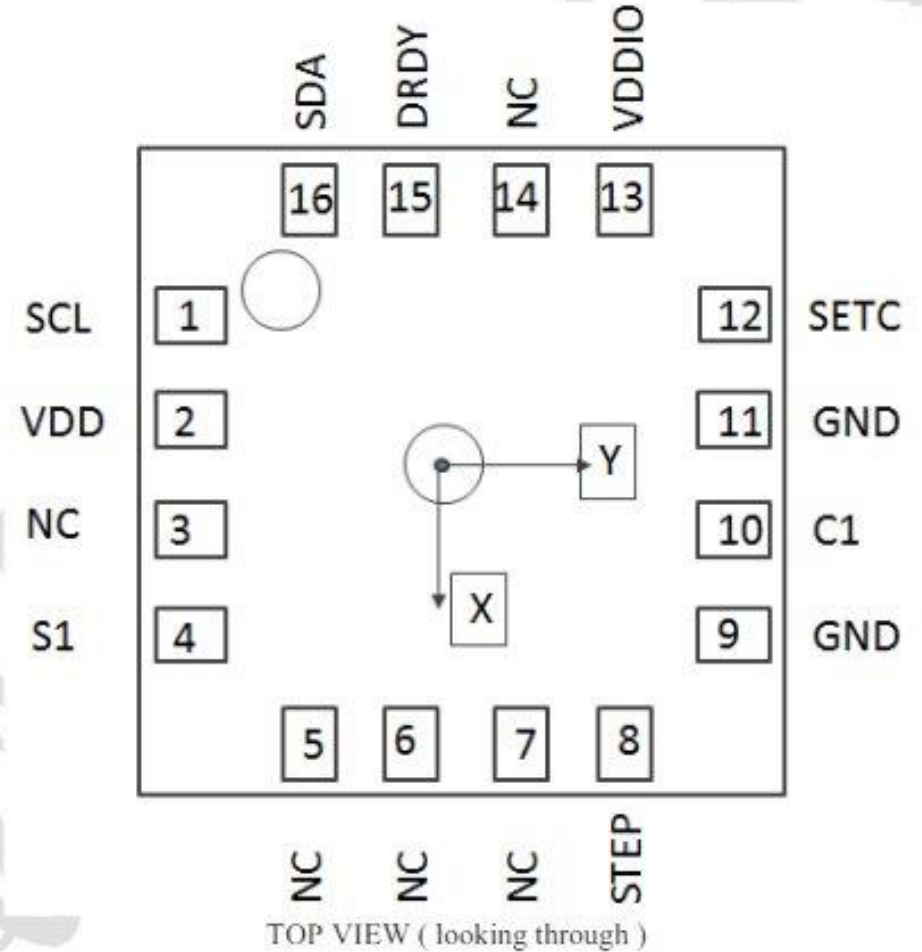 SDA DRDY NC VDDIO
16 15 14 13
SCL 1 12 SETC
VDD 2 11 GND
Y
NC 3 10 C1
X
S1 4 9 GND
5 6 7 8
NC NC NC STEP
TOP VIEW ( looking through )